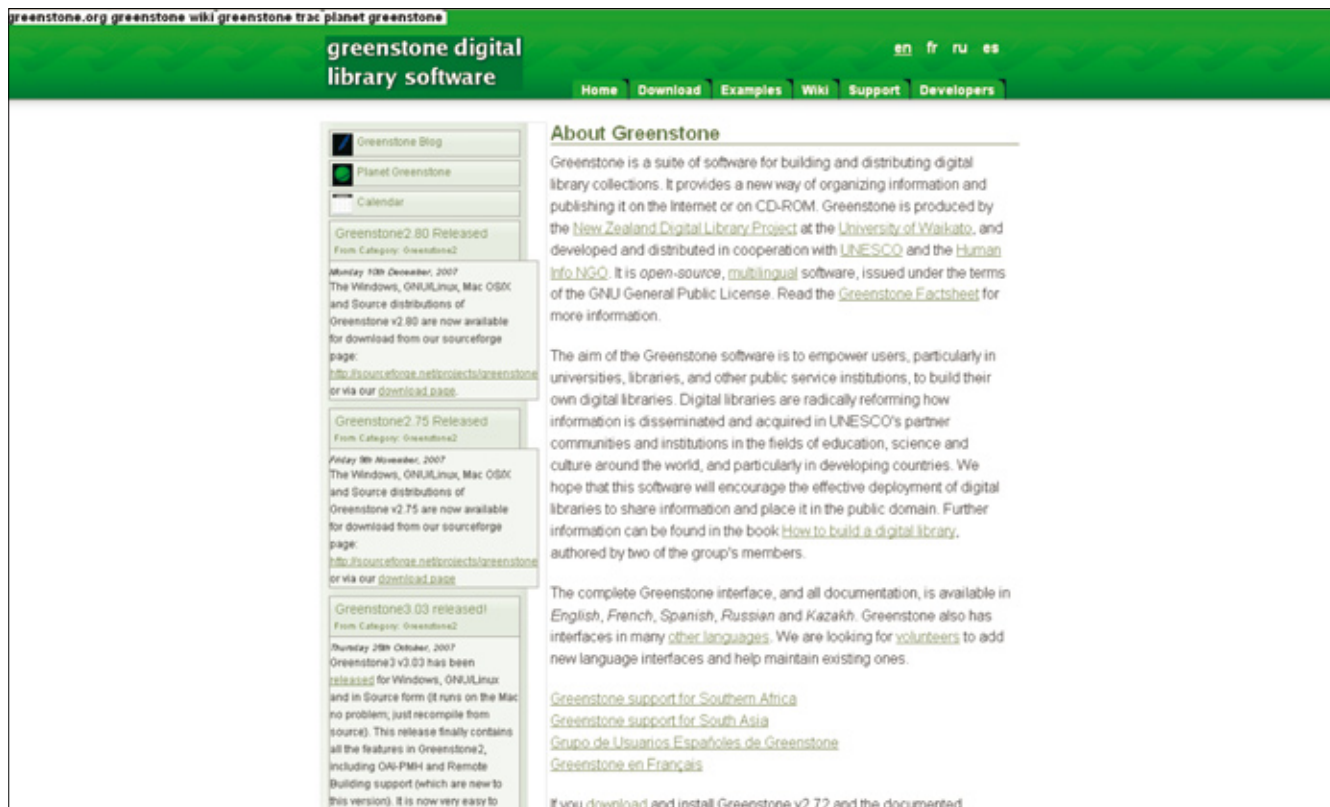 greenstone.org greenstone wiki greenstone trac planet greenstone
greenstone digital
library software
en fr ru es
Home Download Examples Wiki Support Developers
Greenstone Blog
Planet Greenstone
Calendar
Greenstone2.80 Released
From Category: Greenstone2
Monday 10th December, 2007
The Windows, GNU/Linux, Mac OS/X
and Source distributions of
Greenstone v2.80 are now available
for download from our sourceforge
page:
http://sourceforge.net/projects/greenstone
or via our download page.
Greenstone2.75 Released
From Category: Greenstone2
Friday 9th November, 2007
The Windows, GNU/Linux, Mac OS/X
and Source distributions of
Greenstone v2.75 are now available
for download from our sourceforge
page:
http://sourceforge.net/projects/greenstone
or via our download page
Greenstone3.03 released!
From Category: Greenstone2
Thursday 25th October, 2007
Greenstone3 v3.03 has been
released for Windows, GNU/Linux
and in Source form (it runs on the Mac
no problem; just recompile from
source). This release finally contains
all the features in Greenstone2,
including OAI-PMH and Remote
Building support (which are new to
this version). It is now very easy to
About Greenstone
Greenstone is a suite of software for building and distributing digital
library collections. It provides a new way of organizing information and
publishing it on the Internet or on CD-ROM. Greenstone is produced by
the New Zealand Digital Library Project at the University of Waikato, and
developed and distributed in cooperation with UNESCO and the Human
Info NGO. It is open-source, multilingual software, issued under the terms
of the GNU General Public License. Read the Greenstone Factsheet for
more information.
The aim of the Greenstone software is to empower users, particularly in
universities, libraries, and other public service institutions, to build their
own digital libraries. Digital libraries are radically reforming how
information is disseminated and acquired in UNESCO's partner
communities and institutions in the fields of education, science and
culture around the world, and particularly in developing countries. We
hope that this software will encourage the effective deployment of digital
libraries to share information and place it in the public domain. Further
information can be found in the book How to build a digital library,
authored by two of the group's members.
The complete Greenstone interface, and all documentation, is available in
English, French, Spanish, Russian and Kazakh. Greenstone also has
interfaces in many other languages. We are looking for volunteers to add
new language interfaces and help maintain existing ones.
Greenstone support for Southern Africa
Greenstone support for South Asia
Grupo de Usuarios Españoles de Greenstone
Greenstone en Français
If you download and install Greenstone v2.72 and the documented